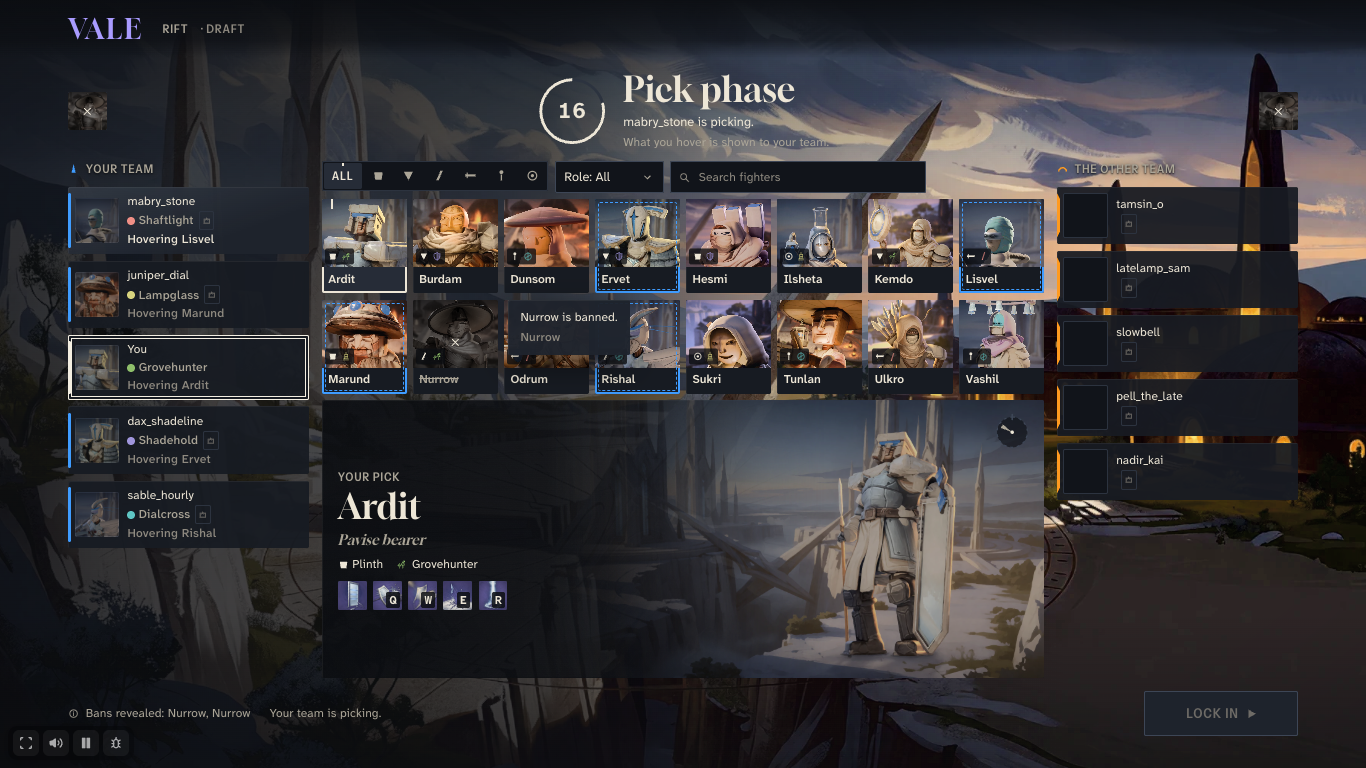 VALE RIFT · DRAFT
16
Pick phase
mabry_stone is picking.
What you hover is shown to your team.
YOUR TEAM
mabry_stone
Shaftlight
Hovering Lisvel
juniper_dial
Lampglass
Hovering Marund
You
Grovehunter
Hovering Ardit
dax_shadeline
Shadehold
Hovering Ervet
sable_hourly
Dialcross
Hovering Rishal
ALL
Role: All
Search fighters
Ardit
Burdam
Dunsom
Ervet
Hesmi
Ilsheta
Kemdo
Lisvel
Marund
Nurrow
Odrum
Rishal
Sukri
Tunlan
Ulkro
Vashil
Nurrow is banned.
Nurrow
YOUR PICK
Ardit
Pavise bearer
Plinth Grovehunter
Q W E R
THE OTHER TEAM
tamsin_o
latelamp_sam
slowbell
pell_the_late
nadir_kai
Bans revealed: Nurrow, Nurrow Your team is picking.
LOCK IN